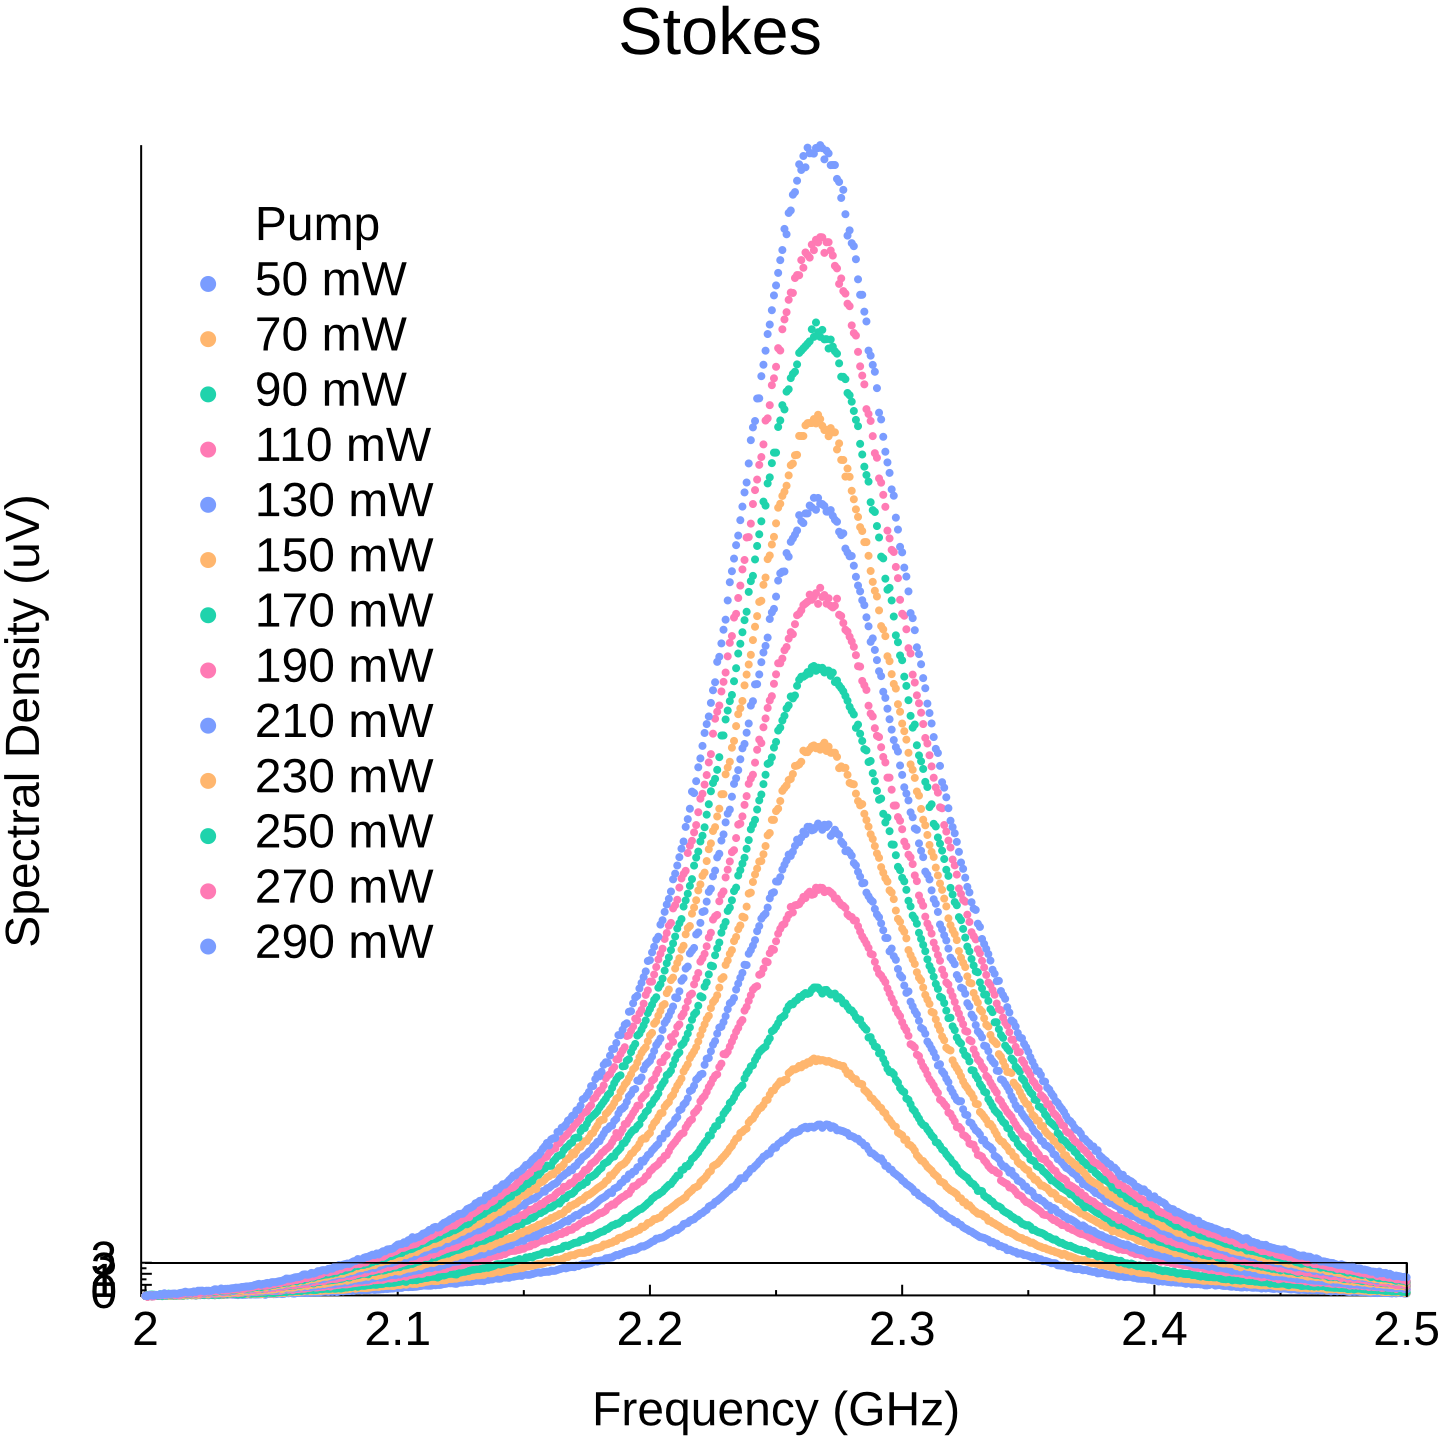 Stokes
Spectral Density (uV)
Pump
50 mW
70 mW
90 mW
110 mW
130 mW
150 mW
170 mW
190 mW
210 mW
230 mW
250 mW
270 mW
290 mW
0
2 2.1 2.2 2.3 2.4 2.5
Frequency (GHz)